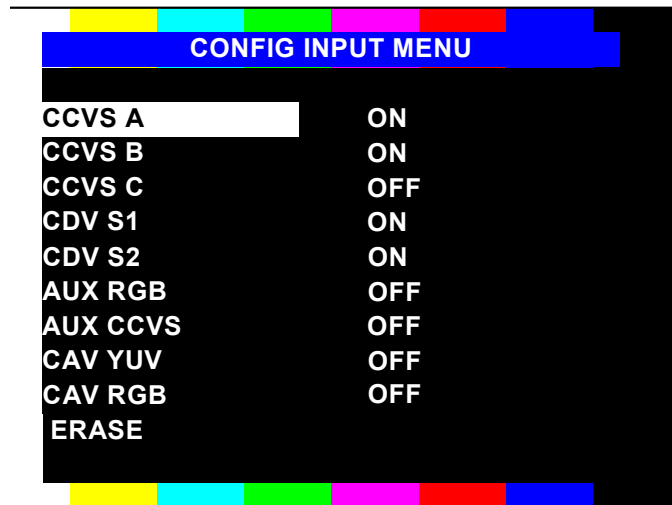 CONFIG INPUT MENU
CCVS A ON
CCVS B ON
CCVS C OFF
CDV S1 ON
CDV S2 ON
AUX RGB OFF
AUX CCVS OFF
CAV YUV OFF
CAV RGB OFF
ERASE